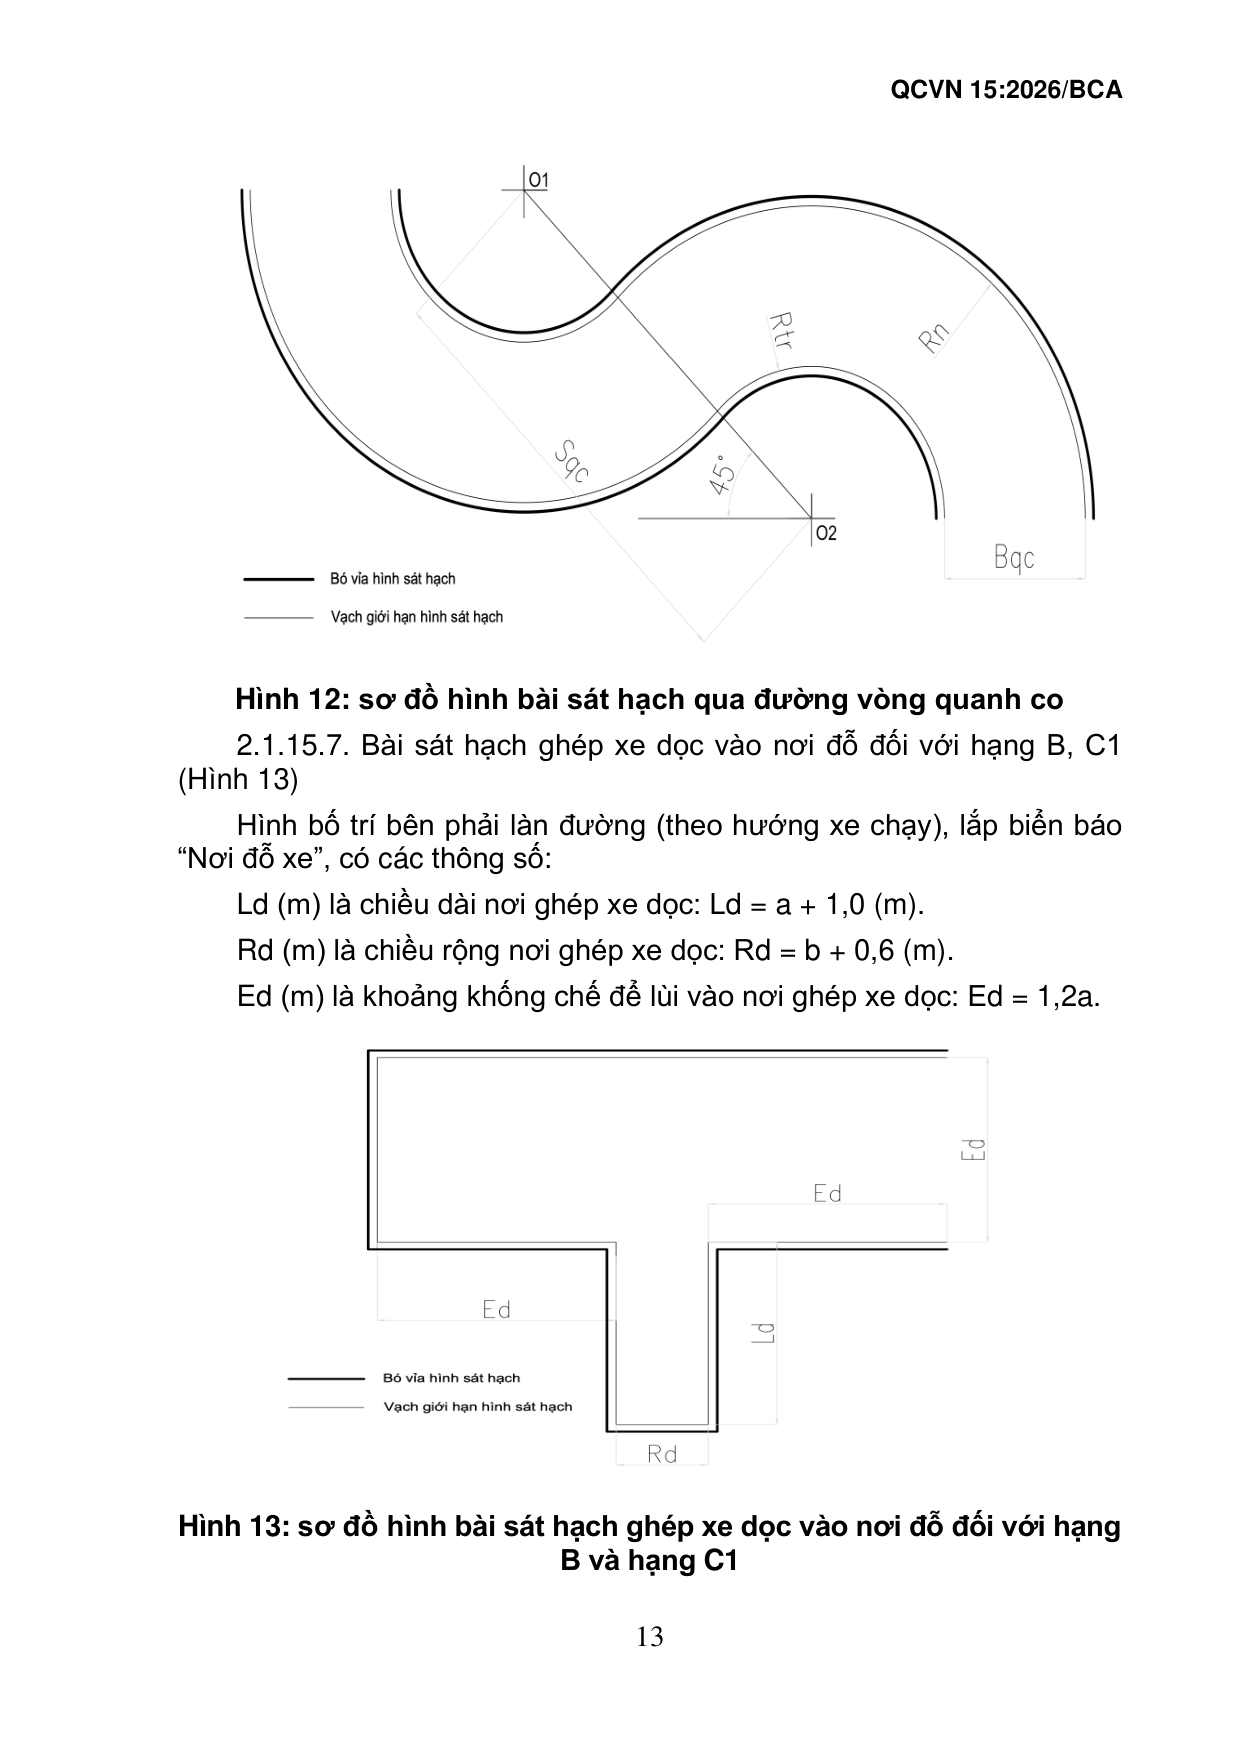 QCVN 15:2026/BCA
O1
Rtr
Rn
Sqc
45°
O2
Bqc
Bó vỉa hình sát hạch
Vạch giới hạn hình sát hạch
Hình 12: sơ đồ hình bài sát hạch qua đường vòng quanh co
2.1.15.7. Bài sát hạch ghép xe dọc vào nơi đỗ đối với hạng B, C1
(Hình 13)
Hình bố trí bên phải làn đường (theo hướng xe chạy), lắp biển báo
“Nơi đỗ xe”, có các thông số:
Ld (m) là chiều dài nơi ghép xe dọc: Ld = a + 1,0 (m).
Rd (m) là chiều rộng nơi ghép xe dọc: Rd = b + 0,6 (m).
Ed (m) là khoảng khống chế để lùi vào nơi ghép xe dọc: Ed = 1,2a.
Ed
Ed
Ed
Ld
Bó vỉa hình sát hạch
Vạch giới hạn hình sát hạch
Rd
Hình 13: sơ đồ hình bài sát hạch ghép xe dọc vào nơi đỗ đối với hạng
B và hạng C1
13